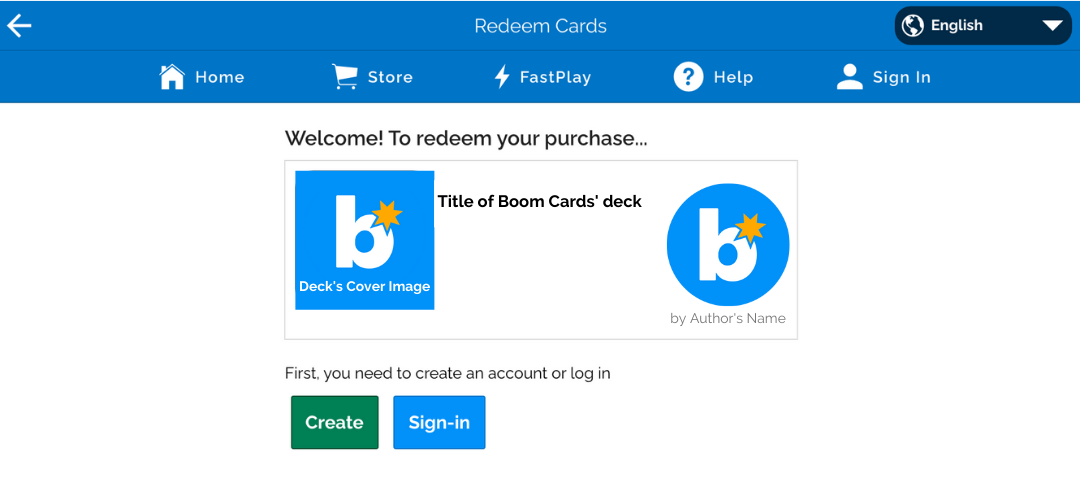 Redeem Cards
English
Home
Store
FastPlay
? Help
Sign In
Welcome! To redeem your purchase...
b
Title of Boom Cards' deck
b
Deck's Cover Image
by Author's Name
First, you need to create an account or log in
Create
Sign-in